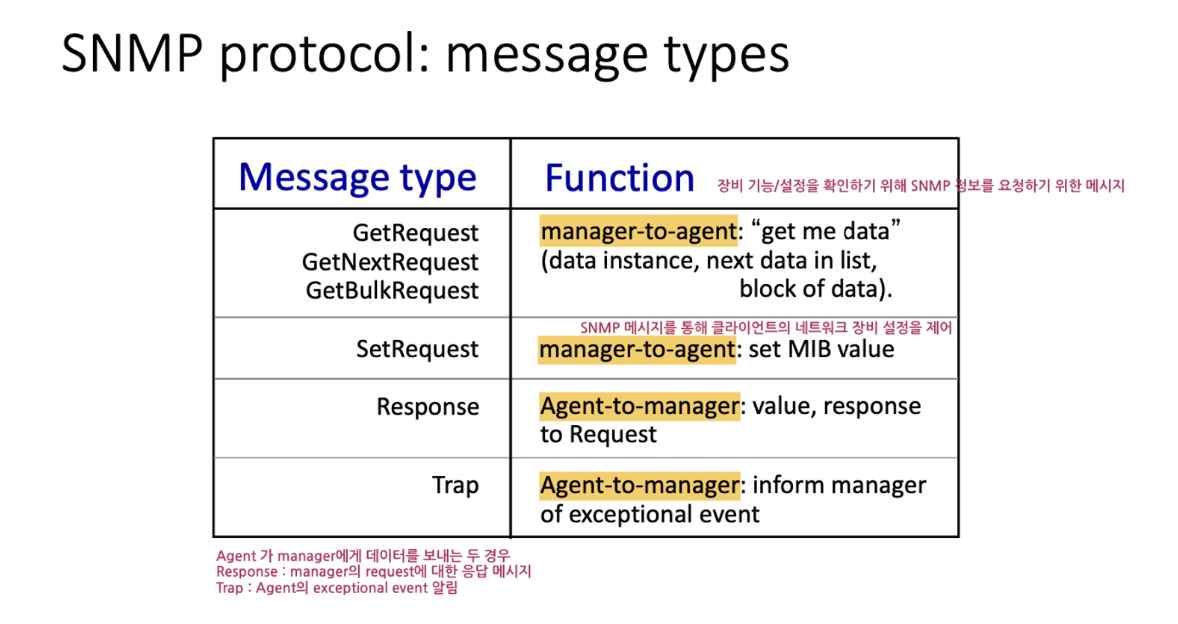 SNMP protocol: message types
Message type
Function
장비 기능/설정을 확인하기 위해 SNMP 정보를 요청하기 위한 메시지
GetRequest
GetNextRequest
GetBulkRequest
manager-to-agent: “get me data”
(data instance, next data in list,
block of data).
SNMP 메시지를 통해 클라이언트의 네트워크 장비 설정을 제어
SetRequest
manager-to-agent: set MIB value
Response
Agent-to-manager: value, response
to Request
Trap
Agent-to-manager: inform manager
of exceptional event
Agent 가 manager에게 데이터를 보내는 두 경우
Response : manager의 request에 대한 응답 메시지
Trap : Agent의 exceptional event 알림